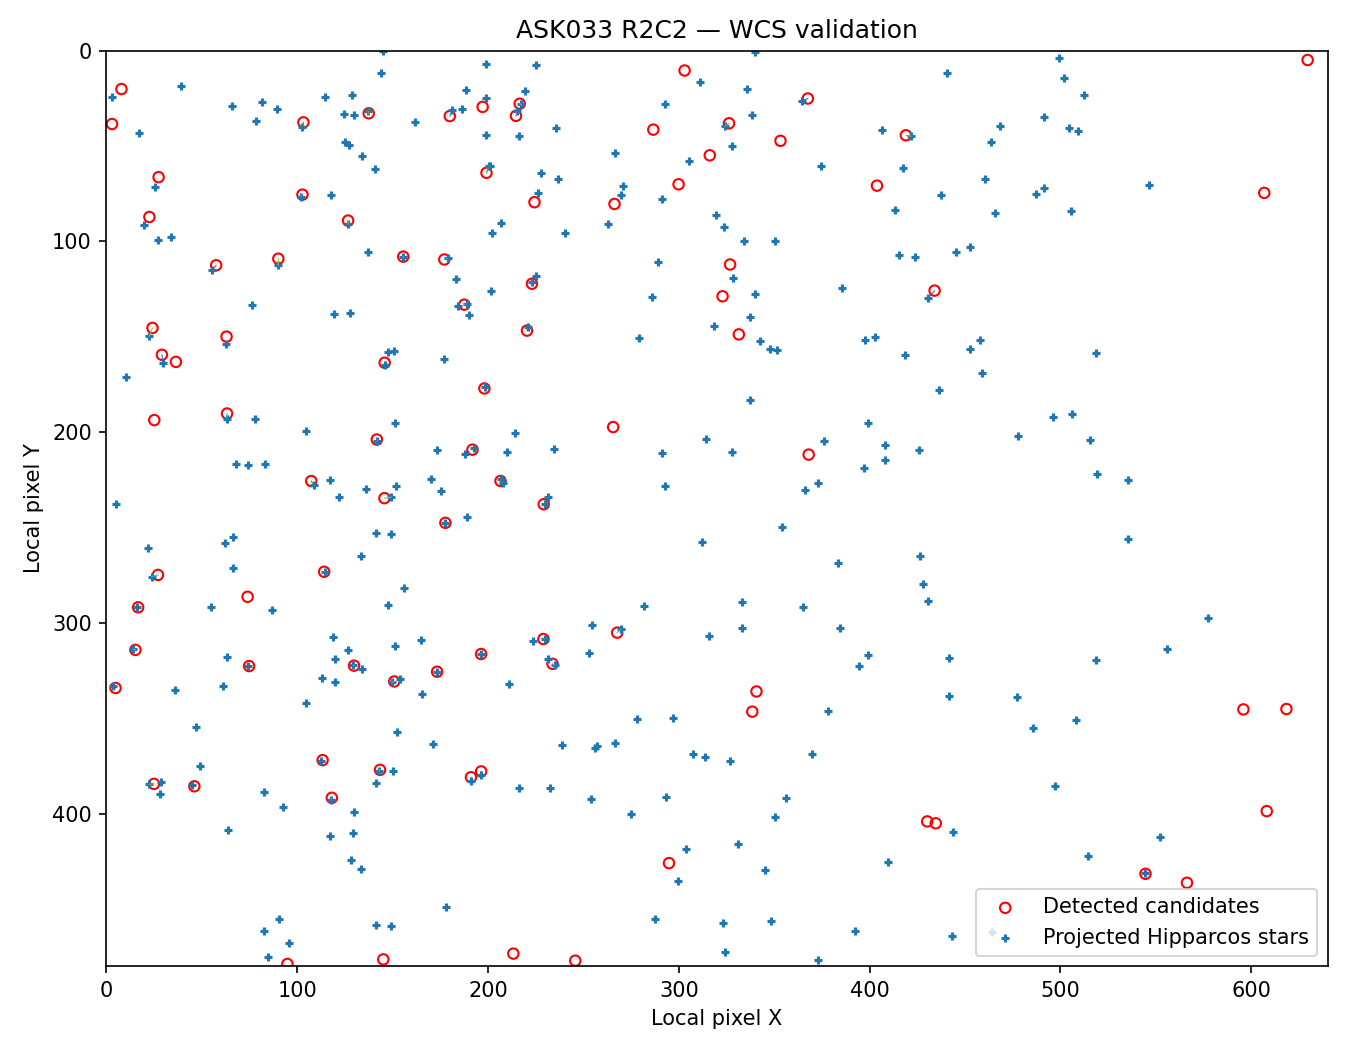 ASK033 R2C2 — WCS validation
Local pixel Y
0
100
200
300
400
Detected candidates
Projected Hipparcos stars
0 100 200 300 400 500 600
Local pixel X